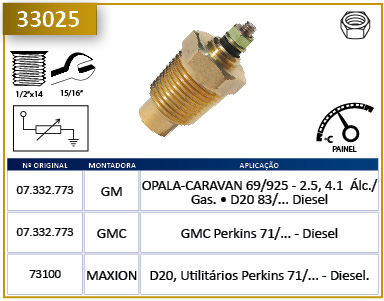 33025
1/2"x14
15/16"
-C
PAINEL
Nº ORIGINAL MONTADORA APLICAÇÃO
07.332.773 GM OPALA-CARAVAN 69/925 - 2.5, 4.1 Álc./
Gas. • D20 83/... Diesel
07.332.773 GMC GMC Perkins 71/... - Diesel
73100 MAXION D20, Utilitários Perkins 71/... - Diesel.